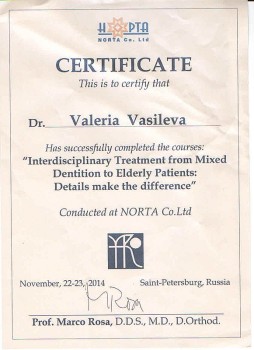 НОРТА
NORTA Co. Ltd
CERTIFICATE
This is to certify that
Dr. Valeria Vasileva
Has successfully completed the courses:
“Interdisciplinary Treatment from Mixed
Dentition to Elderly Patients:
Details make the difference”
Conducted at NORTA Co.Ltd
November, 22-23, 2014 Saint-Petersburg, Russia
Prof. Marco Rosa, D.D.S., M.D., D.Orthod.